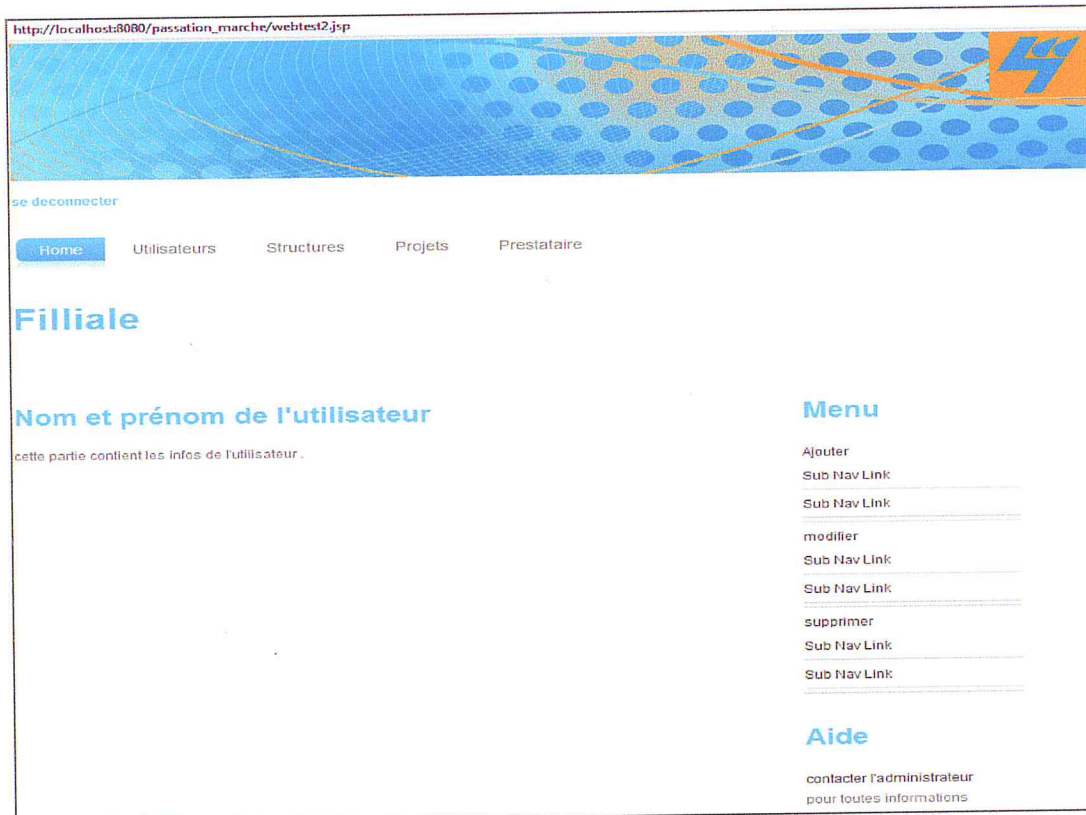 http://localhost:8080/passation_marche/webtest2.jsp
se deconnecter
Home Utilisateurs Structures Projets Prestataire
Filliale
Nom et prénom de l'utilisateur
cette partie contient les infos de l'utilisateur .
Menu
Ajouter
Sub Nav Link
Sub Nav Link
modifier
Sub Nav Link
Sub Nav Link
supprimer
Sub Nav Link
Sub Nav Link
Aide
contacter l'administrateur
pour toutes informations